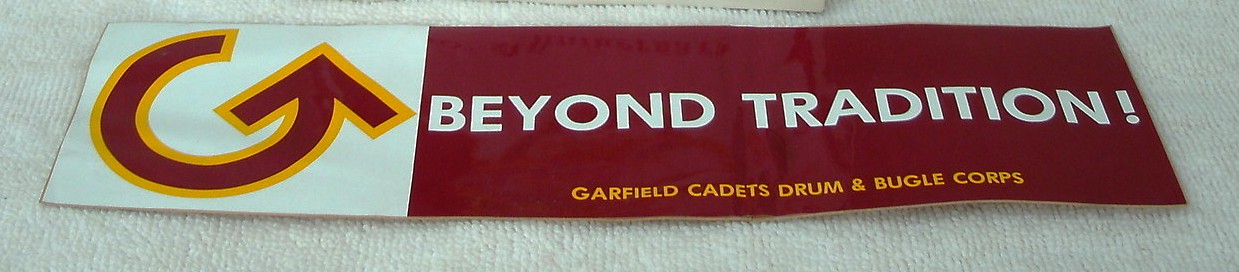 BEYOND TRADITION!
GARFIELD CADETS DRUM & BUGLE CORPS